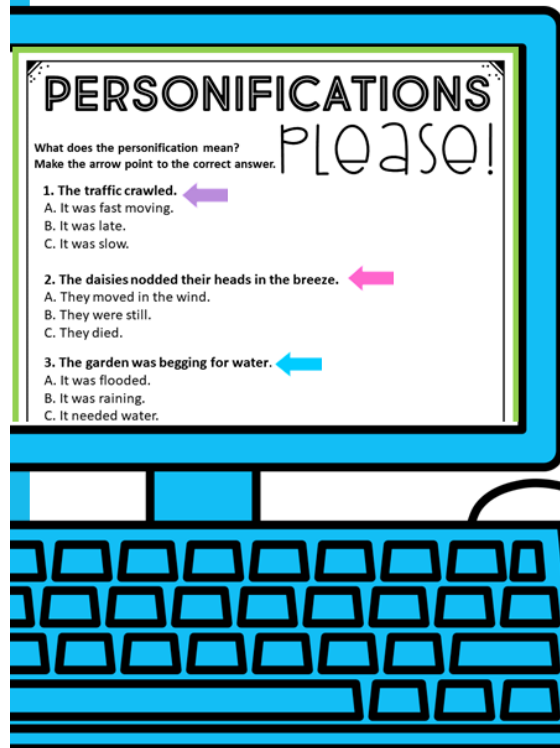 PERSONIFICATIONS
PLeaSe!
What does the personification mean?
Make the arrow point to the correct answer.
1. The traffic crawled.
A. It was fast moving.
B. It was late.
C. It was slow.
2. The daisies nodded their heads in the breeze.
A. They moved in the wind.
B. They were still.
C. They died.
3. The garden was begging for water.
A. It was flooded.
B. It was raining.
C. It needed water.